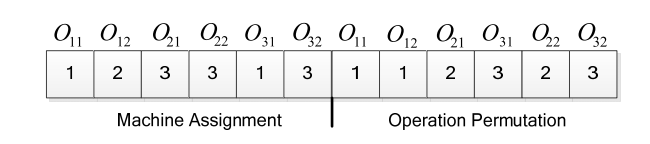 O11 O12 O21 O22 O31 O32 O11 O12 O21 O31 O22 O32
1 2 3 3 1 3 1 1 2 3 2 3
Machine Assignment Operation Permutation